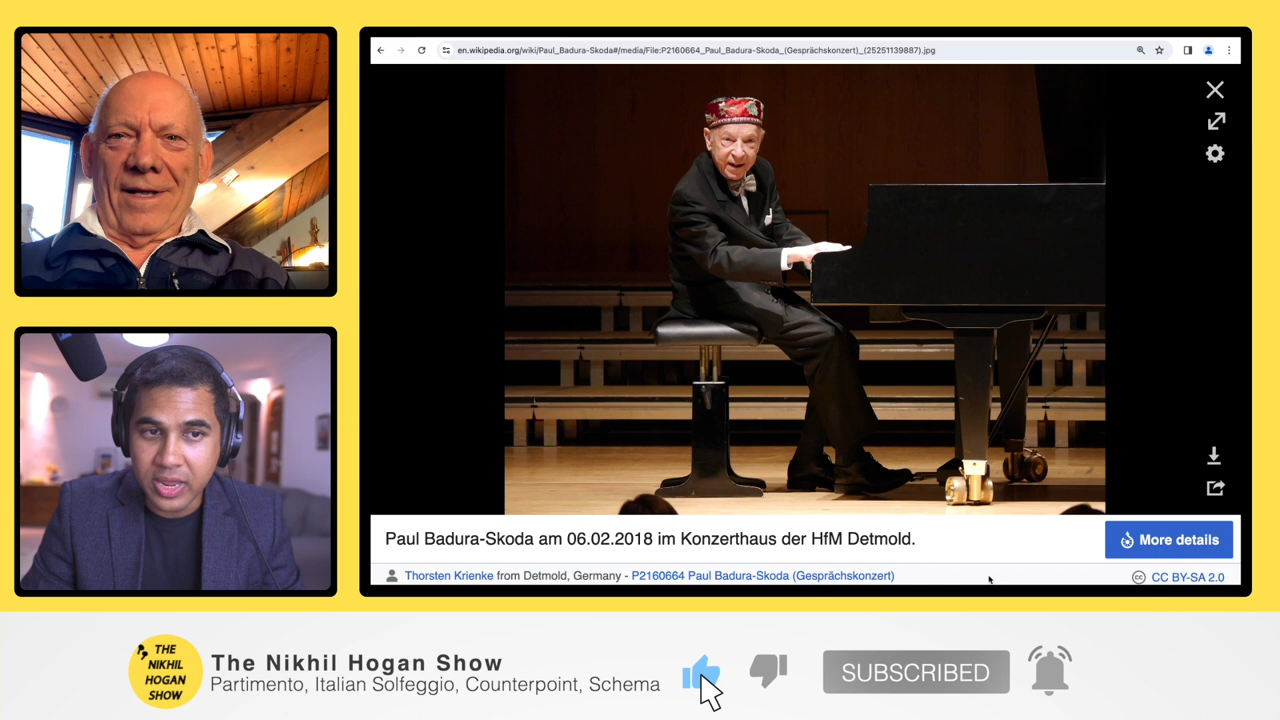 en.wikipedia.org/wiki/Paul_Badura-Skoda#/media/File:P2160664_Paul_Badura-Skoda_(Gesprächskonzert)_(25251139887).jpg
Paul Badura-Skoda am 06.02.2018 im Konzerthaus der HfM Detmold.
More details
Thorsten Krienke from Detmold, Germany - P2160664 Paul Badura-Skoda (Gesprächskonzert)
cc CC BY-SA 2.0
THE
NIKHIL
HOGAN
SHOW
The Nikhil Hogan Show
Partimento, Italian Solfeggio, Counterpoint, Schema
SUBSCRIBED